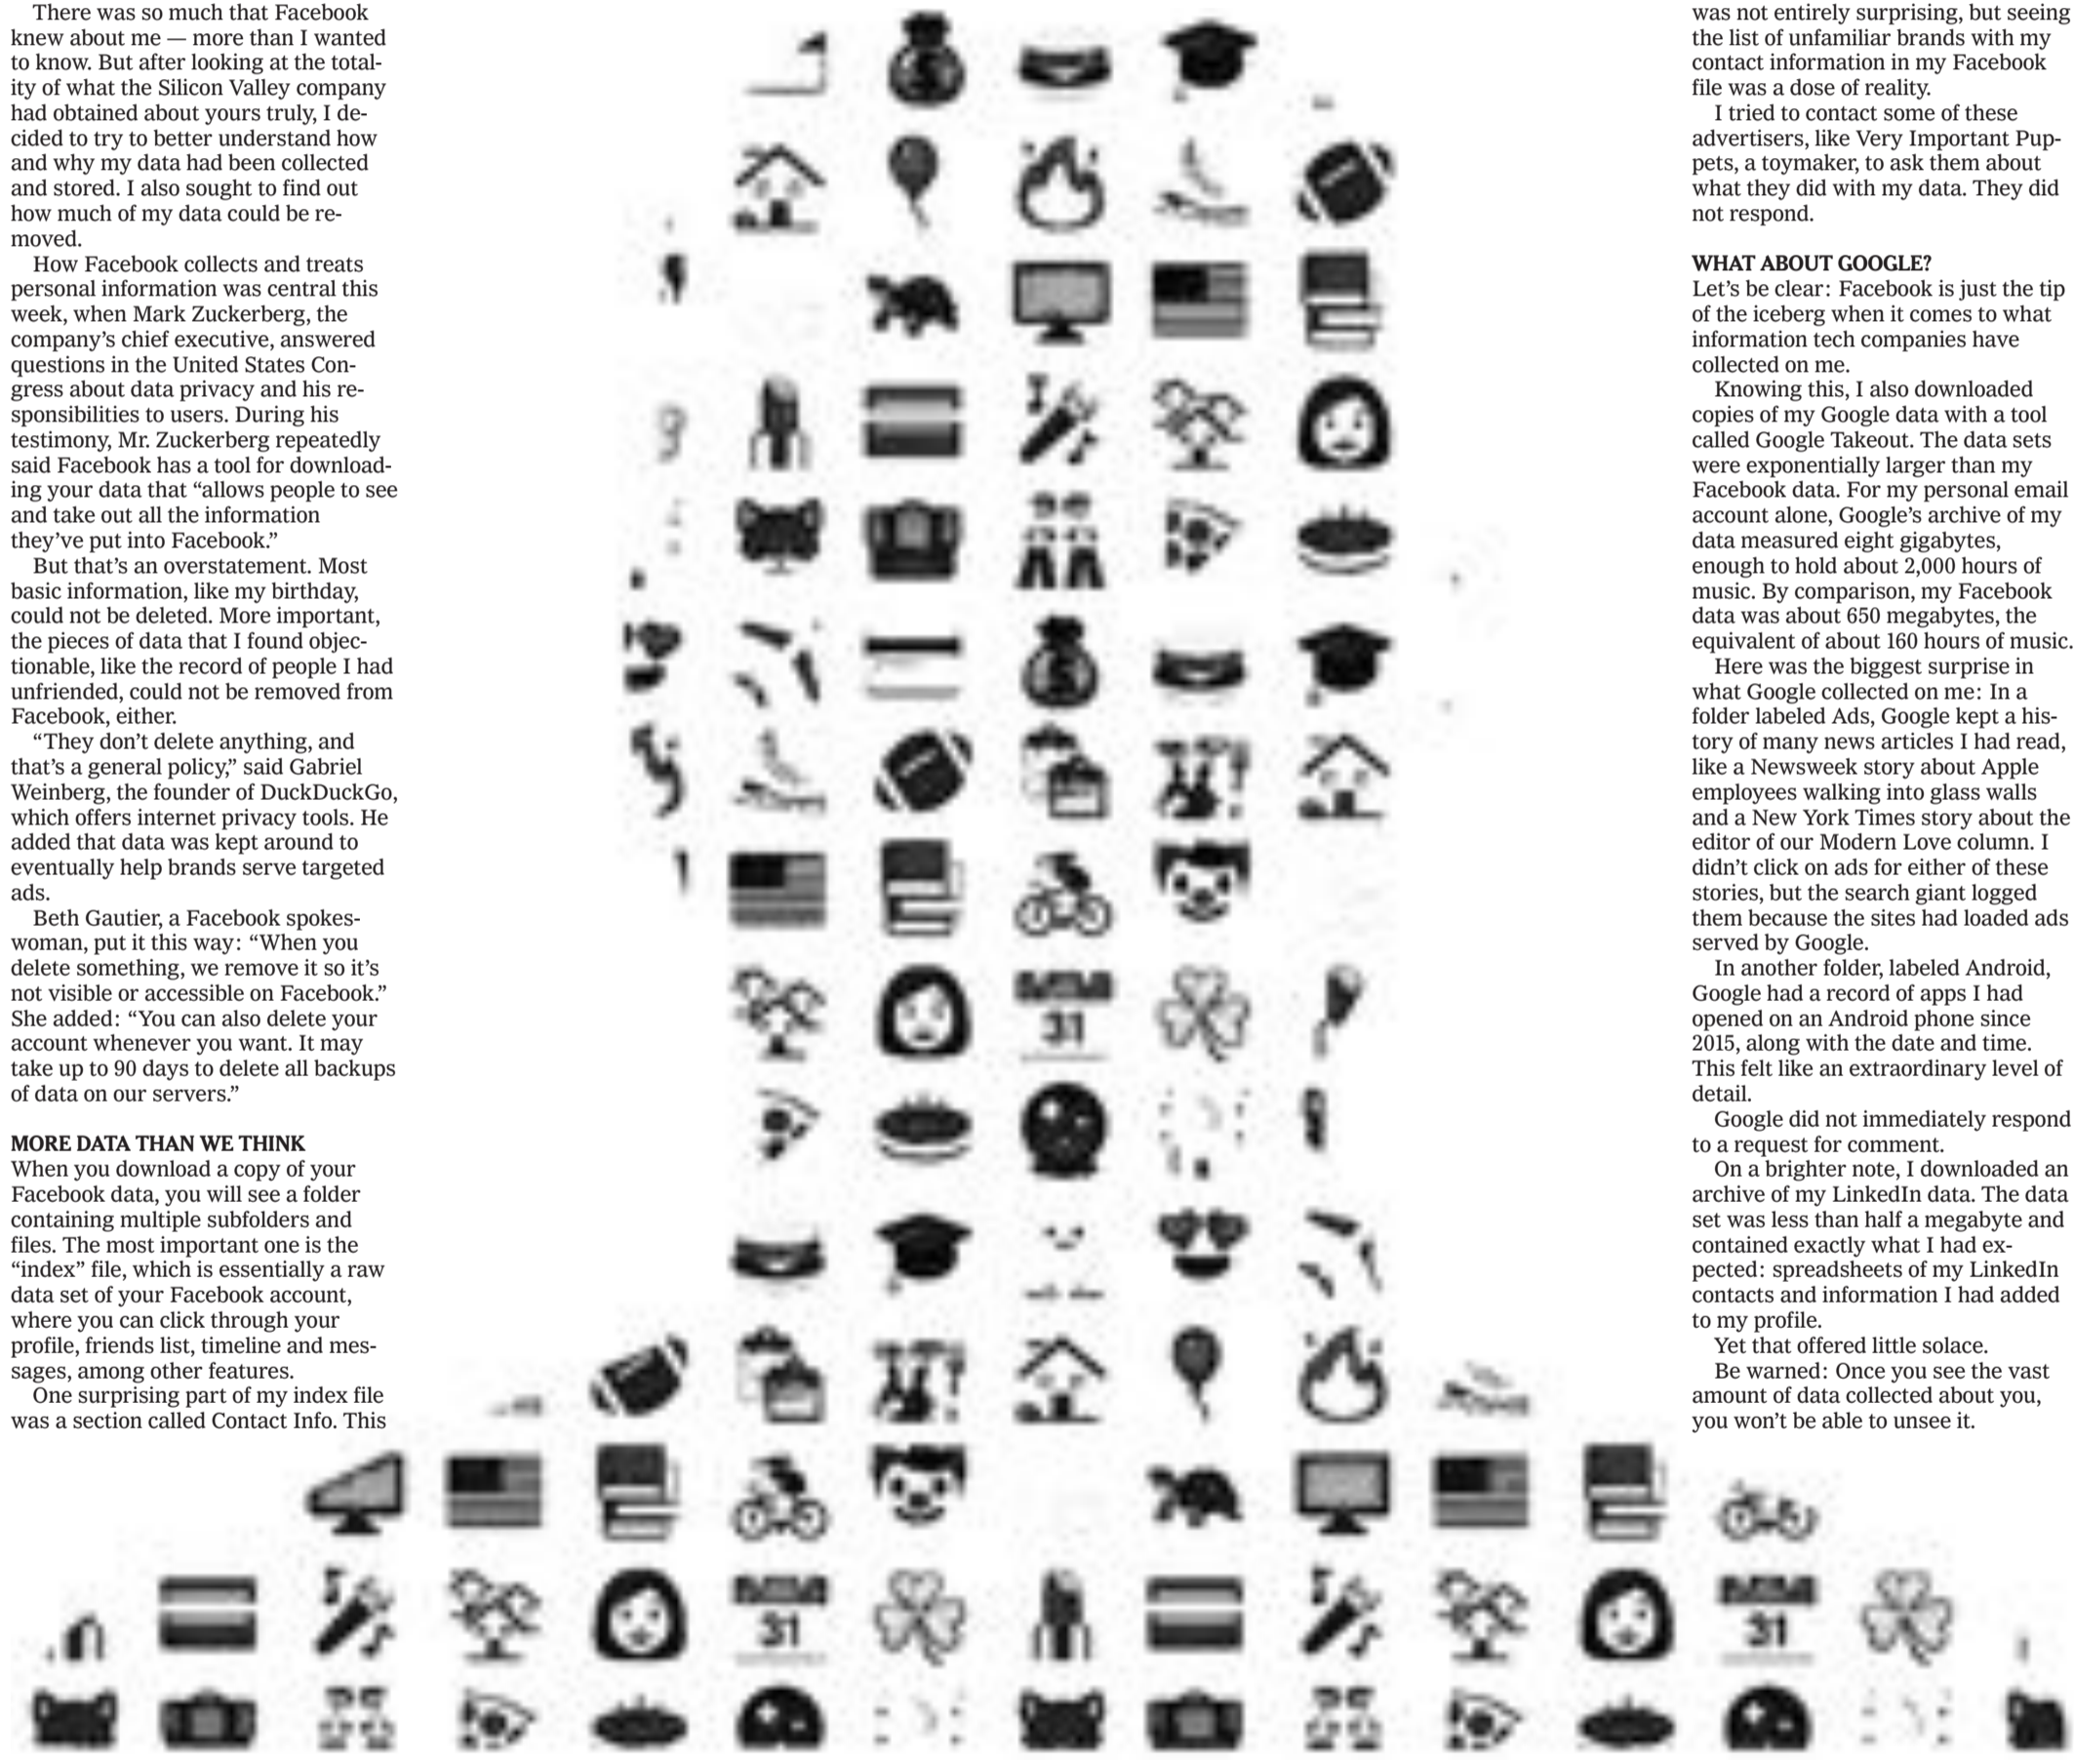 There was so much that Facebook
knew about me — more than I wanted
to know. But after looking at the total-
ity of what the Silicon Valley company
had obtained about yours truly, I de-
cided to try to better understand how
and why my data had been collected
and stored. I also sought to find out
how much of my data could be re-
moved.
How Facebook collects and treats
personal information was central this
week, when Mark Zuckerberg, the
company’s chief executive, answered
questions in the United States Con-
gress about data privacy and his re-
sponsibilities to users. During his
testimony, Mr. Zuckerberg repeatedly
said Facebook has a tool for download-
ing your data that “allows people to see
and take out all the information
they’ve put into Facebook.”
But that’s an overstatement. Most
basic information, like my birthday,
could not be deleted. More important,
the pieces of data that I found objec-
tionable, like the record of people I had
unfriended, could not be removed from
Facebook, either.
“They don’t delete anything, and
that’s a general policy,” said Gabriel
Weinberg, the founder of DuckDuckGo,
which offers internet privacy tools. He
added that data was kept around to
eventually help brands serve targeted
ads.
Beth Gautier, a Facebook spokes-
woman, put it this way: “When you
delete something, we remove it so it’s
not visible or accessible on Facebook.”
She added: “You can also delete your
account whenever you want. It may
take up to 90 days to delete all backups
of data on our servers.”
MORE DATA THAN WE THINK
When you download a copy of your
Facebook data, you will see a folder
containing multiple subfolders and
files. The most important one is the
“index” file, which is essentially a raw
data set of your Facebook account,
where you can click through your
profile, friends list, timeline and mes-
sages, among other features.
One surprising part of my index file
was a section called Contact Info. This
31
31
31
was not entirely surprising, but seeing
the list of unfamiliar brands with my
contact information in my Facebook
file was a dose of reality.
I tried to contact some of these
advertisers, like Very Important Pup-
pets, a toymaker, to ask them about
what they did with my data. They did
not respond.
WHAT ABOUT GOOGLE?
Let’s be clear: Facebook is just the tip
of the iceberg when it comes to what
information tech companies have
collected on me.
Knowing this, I also downloaded
copies of my Google data with a tool
called Google Takeout. The data sets
were exponentially larger than my
Facebook data. For my personal email
account alone, Google’s archive of my
data measured eight gigabytes,
enough to hold about 2,000 hours of
music. By comparison, my Facebook
data was about 650 megabytes, the
equivalent of about 160 hours of music.
Here was the biggest surprise in
what Google collected on me: In a
folder labeled Ads, Google kept a his-
tory of many news articles I had read,
like a Newsweek story about Apple
employees walking into glass walls
and a New York Times story about the
editor of our Modern Love column. I
didn’t click on ads for either of these
stories, but the search giant logged
them because the sites had loaded ads
served by Google.
In another folder, labeled Android,
Google had a record of apps I had
opened on an Android phone since
2015, along with the date and time.
This felt like an extraordinary level of
detail.
Google did not immediately respond
to a request for comment.
On a brighter note, I downloaded an
archive of my LinkedIn data. The data
set was less than half a megabyte and
contained exactly what I had ex-
pected: spreadsheets of my LinkedIn
contacts and information I had added
to my profile.
Yet that offered little solace.
Be warned: Once you see the vast
amount of data collected about you,
you won’t be able to unsee it.